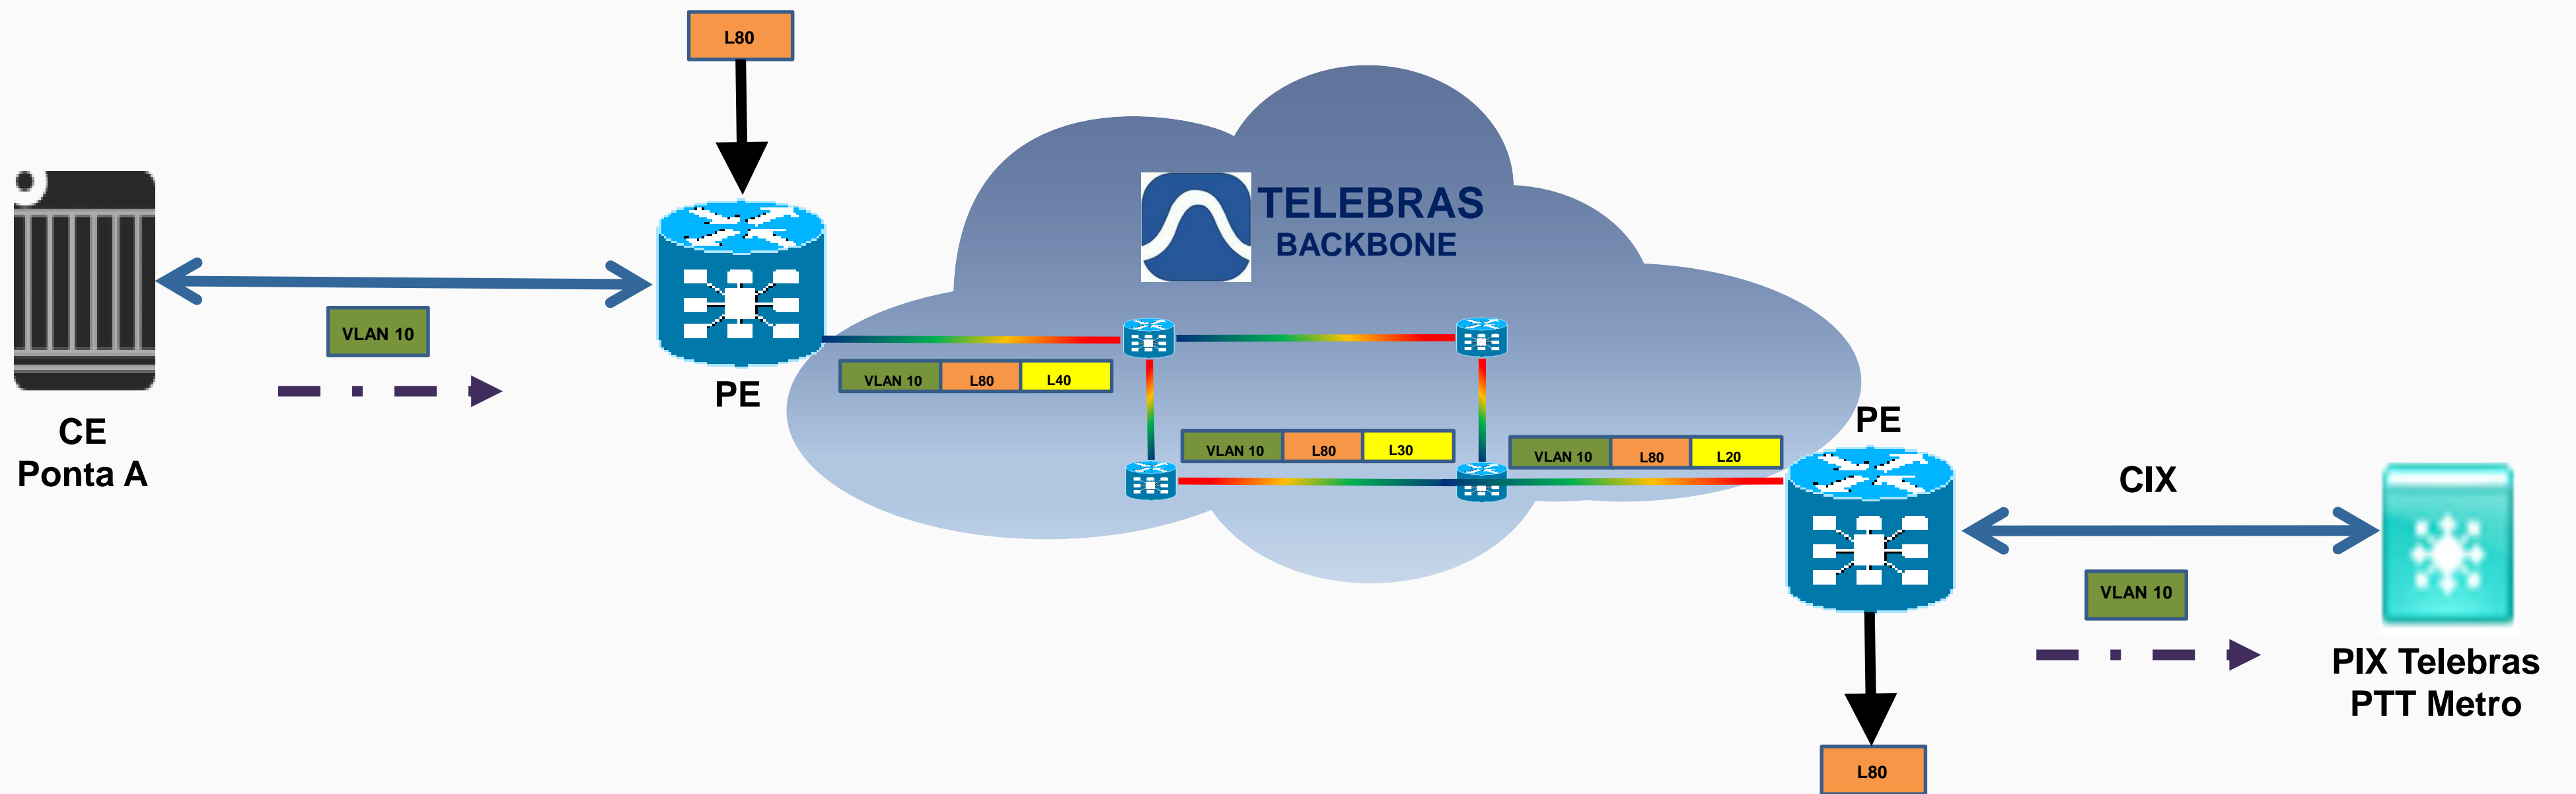 L80
TELEBRAS
BACKBONE
VLAN 10
VLAN 10 L80 L40
PE
CE
Ponta A
PE
VLAN 10 L80 L30
VLAN 10 L80 L20
CIX
VLAN 10
PIX Telebras
PTT Metro
L80